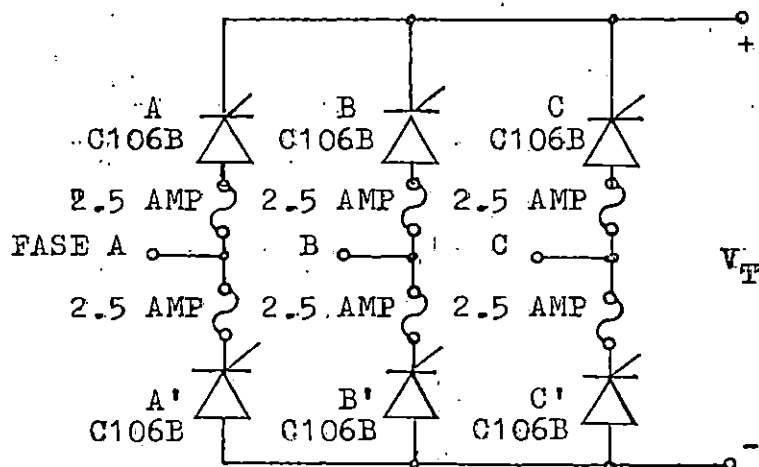 +
A B C
C106B C106B C106B
2.5 AMP 2.5 AMP 2.5 AMP
FASE A B C V_T
2.5 AMP 2.5 AMP 2.5 AMP
A' B' C'
C106B C106B C106B
-